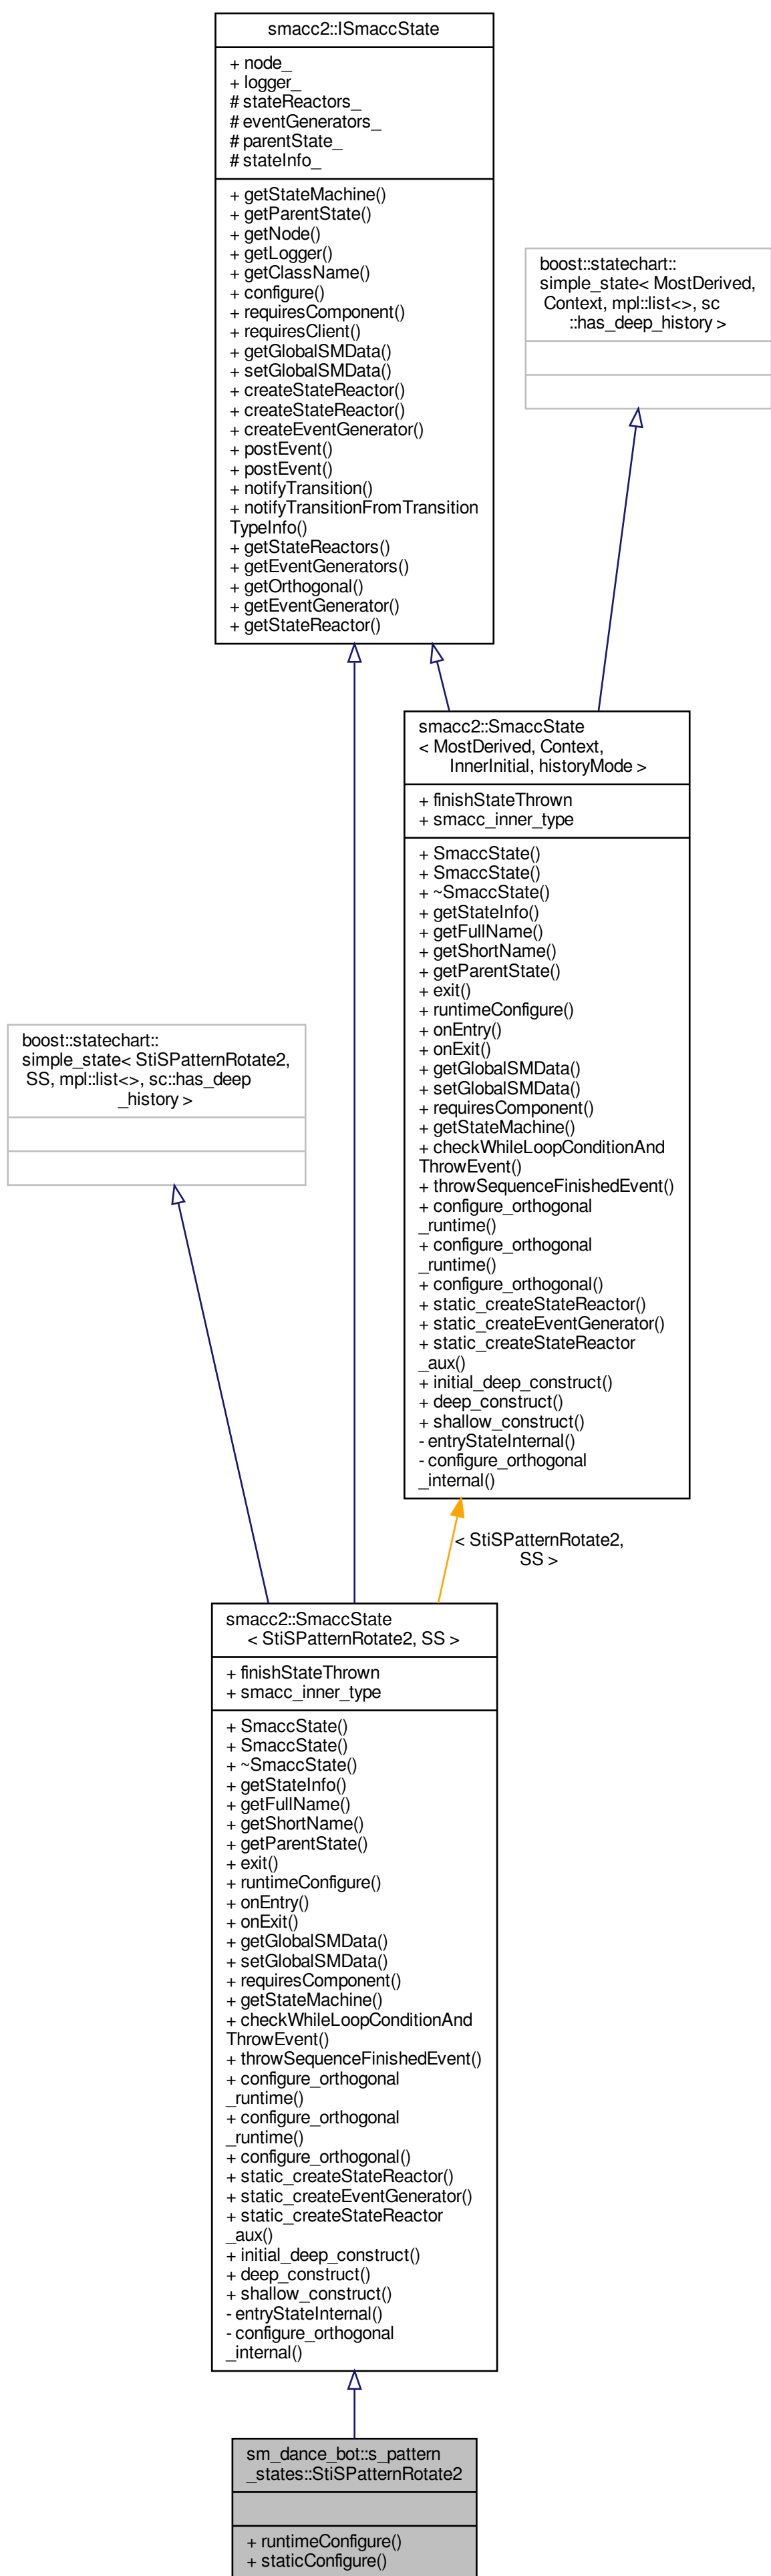 smacc2::ISmaccState
+ node_
+ logger_
# stateReactors_
# eventGenerators_
# parentState_
# stateInfo_
+ getStateMachine()
+ getParentState()
+ getNode()
+ getLogger()
+ getClassName()
+ configure()
+ requiresComponent()
+ requiresClient()
+ getGlobalSMData()
+ setGlobalSMData()
+ createStateReactor()
+ createStateReactor()
+ createEventGenerator()
+ postEvent()
+ postEvent()
+ notifyTransition()
+ notifyTransitionFromTransition
TypeInfo()
+ getStateReactors()
+ getEventGenerators()
+ getOrthogonal()
+ getEventGenerator()
+ getStateReactor()
boost::statechart::
simple_state< MostDerived,
Context, mpl::list<>, sc
::has_deep_history >
smacc2::SmaccState
< MostDerived, Context,
InnerInitial, historyMode >
+ finishStateThrown
+ smacc_inner_type
+ SmaccState()
+ SmaccState()
+ ~SmaccState()
+ getStateInfo()
+ getFullName()
+ getShortName()
+ getParentState()
+ exit()
+ runtimeConfigure()
+ onEntry()
+ onExit()
+ getGlobalSMData()
+ setGlobalSMData()
+ requiresComponent()
+ getStateMachine()
+ checkWhileLoopConditionAnd
ThrowEvent()
+ throwSequenceFinishedEvent()
+ configure_orthogonal
_runtime()
+ configure_orthogonal
_runtime()
+ configure_orthogonal()
+ static_createStateReactor()
+ static_createEventGenerator()
+ static_createStateReactor
_aux()
+ initial_deep_construct()
+ deep_construct()
+ shallow_construct()
- entryStateInternal()
- configure_orthogonal
_internal()
boost::statechart::
simple_state< StiSPatternRotate2,
SS, mpl::list<>, sc::has_deep
_history >
< StiSPatternRotate2,
SS >
smacc2::SmaccState
< StiSPatternRotate2, SS >
+ finishStateThrown
+ smacc_inner_type
+ SmaccState()
+ SmaccState()
+ ~SmaccState()
+ getStateInfo()
+ getFullName()
+ getShortName()
+ getParentState()
+ exit()
+ runtimeConfigure()
+ onEntry()
+ onExit()
+ getGlobalSMData()
+ setGlobalSMData()
+ requiresComponent()
+ getStateMachine()
+ checkWhileLoopConditionAnd
ThrowEvent()
+ throwSequenceFinishedEvent()
+ configure_orthogonal
_runtime()
+ configure_orthogonal
_runtime()
+ configure_orthogonal()
+ static_createStateReactor()
+ static_createEventGenerator()
+ static_createStateReactor
_aux()
+ initial_deep_construct()
+ deep_construct()
+ shallow_construct()
- entryStateInternal()
- configure_orthogonal
_internal()
sm_dance_bot::s_pattern
_states::StiSPatternRotate2
+ runtimeConfigure()
+ staticConfigure()